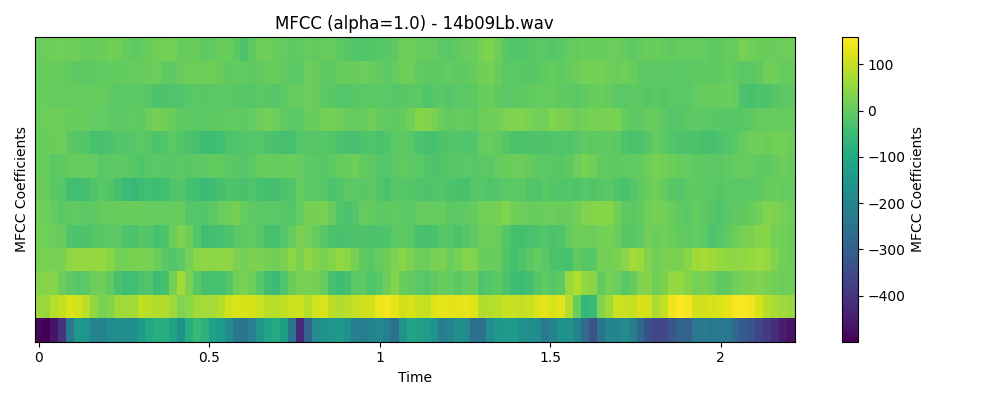 MFCC (alpha=1.0) - 14b09Lb.wav
MFCC Coefficients
0
0.5
1
1.5
2
Time
100
0
−100
−200
−300
−400
MFCC Coefficients